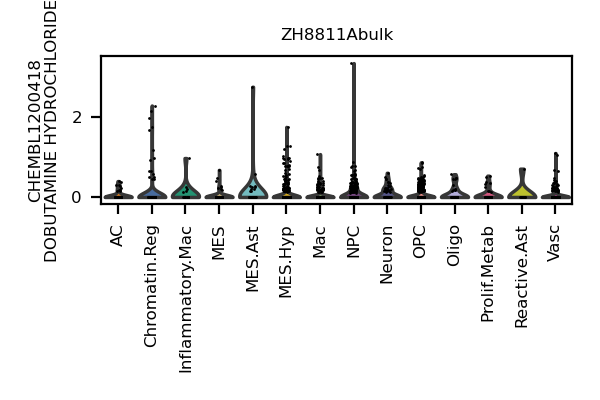 ZH8811Abulk
CHEMBL1200418
DOBUTAMINE HYDROCHLORIDE
2
0
AC
Chromatin.Reg
Inflammatory.Mac
MES
MES.Ast
MES.Hyp
Mac
NPC
Neuron
OPC
Oligo
Prolif.Metab
Reactive.Ast
Vasc